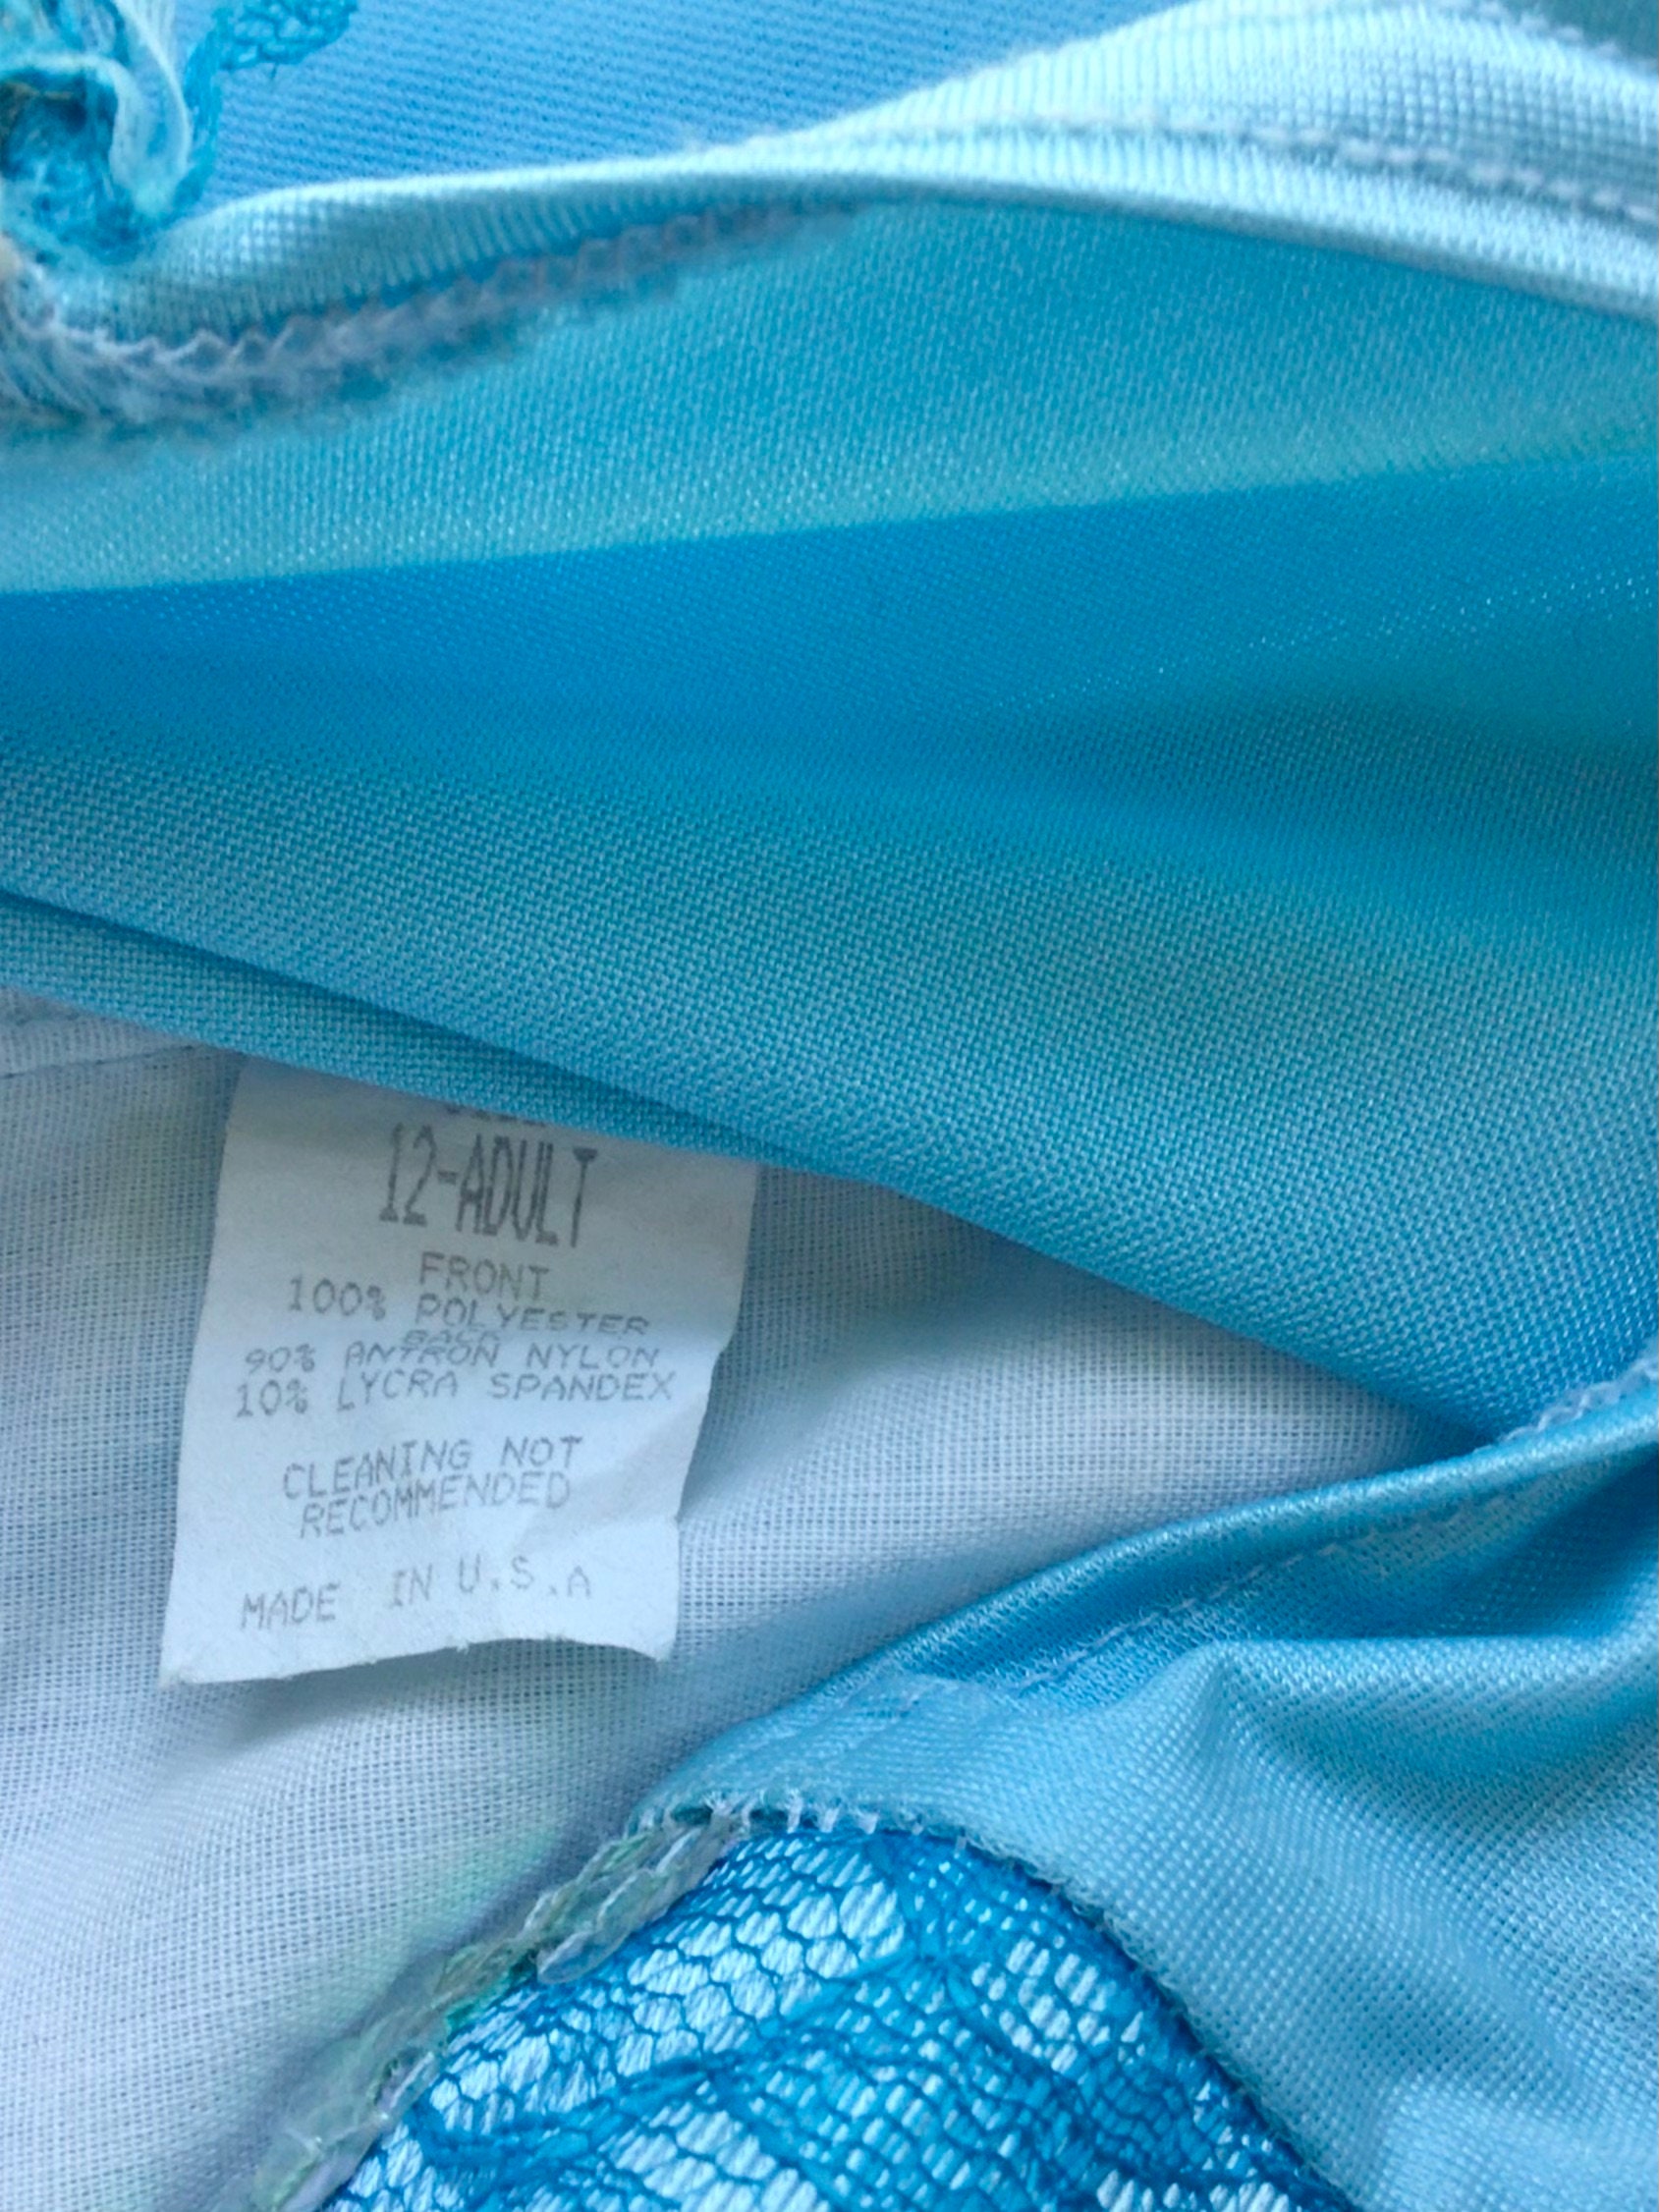 12-ADULT
FRONT
100% POLYESTER
BACK
90% ANTRON NYLON
10% LYCRA SPANDEX
CLEANING NOT
RECOMMENDED
MADE IN U.S.A